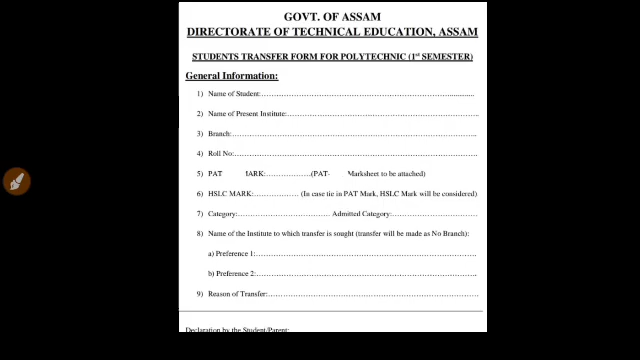 GOVT. OF ASSAM
DIRECTORATE OF TECHNICAL EDUCATION, ASSAM
STUDENTS TRANSFER FORM FOR POLYTECHNIC (1st SEMESTER)
General Information:
1) Name of Student:..........................................................................
2) Name of Present Institute:..................................................................
3) Branch:....................................................................................
4) Roll No:...................................................................................
5) PAT MARK:...................(PAT- Marksheet to be attached)
6) HSLC MARK:................... (In case tie in PAT Mark, HSLC Mark will be considered)
7) Category:................................. Admitted Category:...............................
8) Name of the Institute to which transfer is sought (transfer will be made as No Branch):
a) Preference 1:..............................................................................
b) Preference 2:..............................................................................
9) Reason of Transfer:........................................................................
Declaration by the Student/Parent: